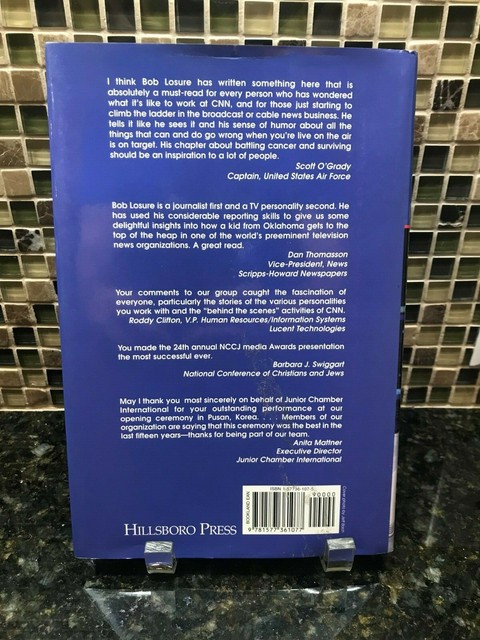 I think Bob Losure has written something here that is
absolutely a must-read for every person who has wondered
what it's like to work at CNN, and for those just starting to
climb the ladder in the broadcast or cable news business. He
tells it like he sees it and his sense of humor about all the
things that can and do go wrong when you're live on the air
is on target. His chapter about battling cancer and surviving
should be an inspiration to a lot of people.
Scott O'Grady
Captain, United States Air Force
Bob Losure is a journalist first and a TV personality second. He
has used his considerable reporting skills to give us some
delightful insights into how a kid from Oklahoma gets to the
top of the heap in one of the world's preeminent television
news organizations. A great read.
Dan Thomasson
Vice-President, News
Scripps-Howard Newspapers
Your comments to our group caught the fascination of
everyone, particularly the stories of the various personalities
you work with and the "behind the scenes" activities of CNN.
Roddy Clifton, V.P. Human Resources/Information Systems
Lucent Technologies
You made the 24th annual NCCJ media Awards presentation
the most successful ever.
Barbara J. Swiggart
National Conference of Christians and Jews
May I thank you most sincerely on behalf of Junior Chamber
International for your outstanding performance at our
opening ceremony in Pusan, Korea. . . . Members of our
organization are saying that this ceremony was the best in the
last fifteen years—thanks for being part of our team.
Anita Mattner
Executive Director
Junior Chamber International
ISBN
90000
BOOKLAND EAN
9 781577 361077
HILLSBORO PRESS